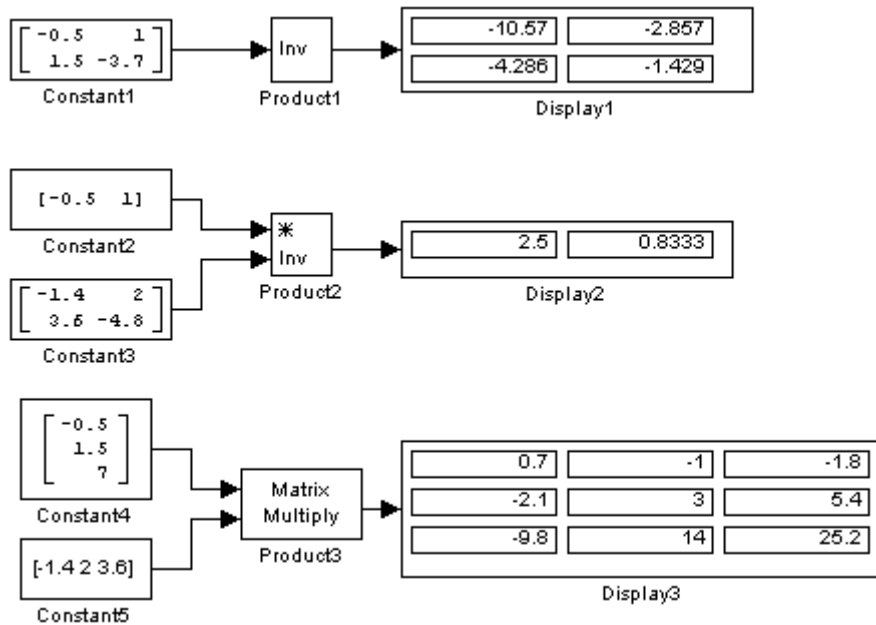 -0.5 1
1.5 -3.7
Constant1
Inv
Product1
-10.57 -2.857
-4.286 -1.429
Display1
[-0.5 1]
Constant2
-1.4 2
3.6 -4.8
Constant3
*
Inv
Product2
2.5 0.8333
Display2
-0.5
1.5
7
Constant4
[-1.4 2 3.6]
Constant5
Matrix
Multiply
Product3
0.7 -1 -1.8
-2.1 3 5.4
-9.8 14 25.2
Display3